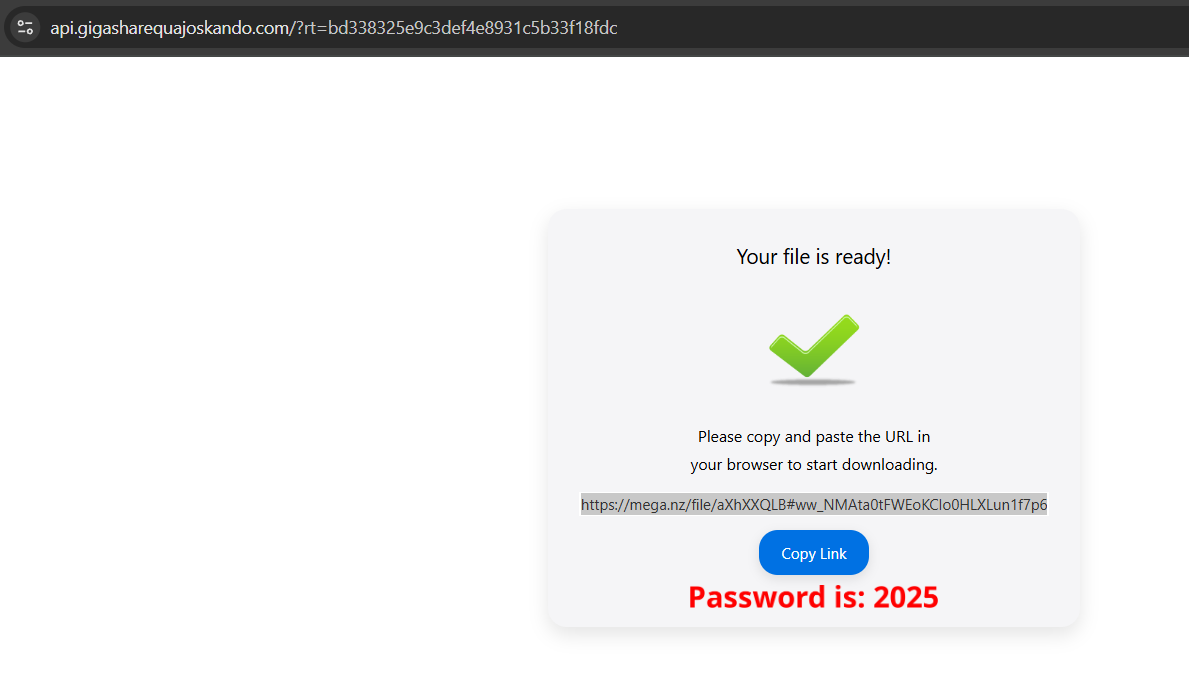 api.gigasharequajoskando.com/?rt=bd338325e9c3def4e8931c5b33f18fdc
Your file is ready!
Please copy and paste the URL in
your browser to start downloading.
https://mega.nz/file/aXhXXQLB#ww_NMAta0tFWEoKCIo0HLXLun1f7p6
Copy Link
Password is: 2025